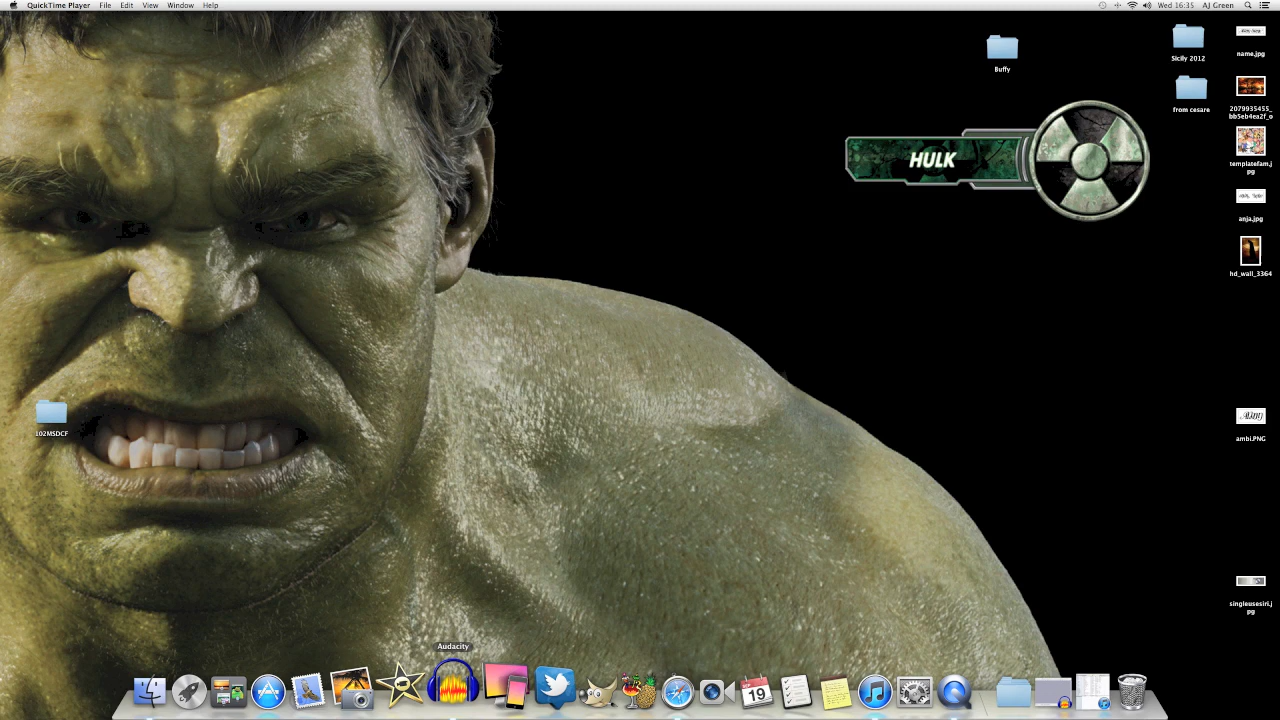 QuickTime Player File Edit View Window Help
Wed 16:35 AJ Green
Buffy
Sicily 2012
from cesare
name.jpg
2079935455_
bb5eb4ea2f_o
templatefam.j
pg
anja.jpg
hd_wall_3364
HULK
102MSDCF
ambi.PNG
singleusesiri.j
pg
Audacity
SEP
19